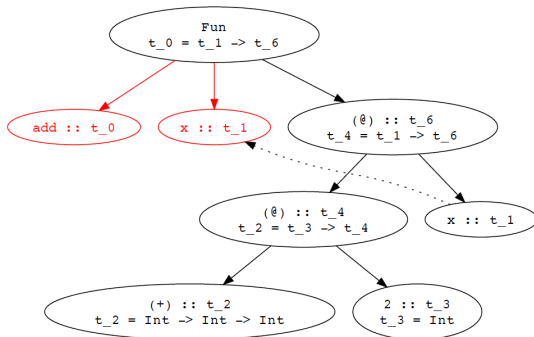 Fun
t_0 = t_1 -> t_6
add :: t_0
x :: t_1
(@) :: t_6
t_4 = t_1 -> t_6
(@) :: t_4
t_2 = t_3 -> t_4
x :: t_1
(+) :: t_2
t_2 = Int -> Int -> Int
2 :: t_3
t_3 = Int